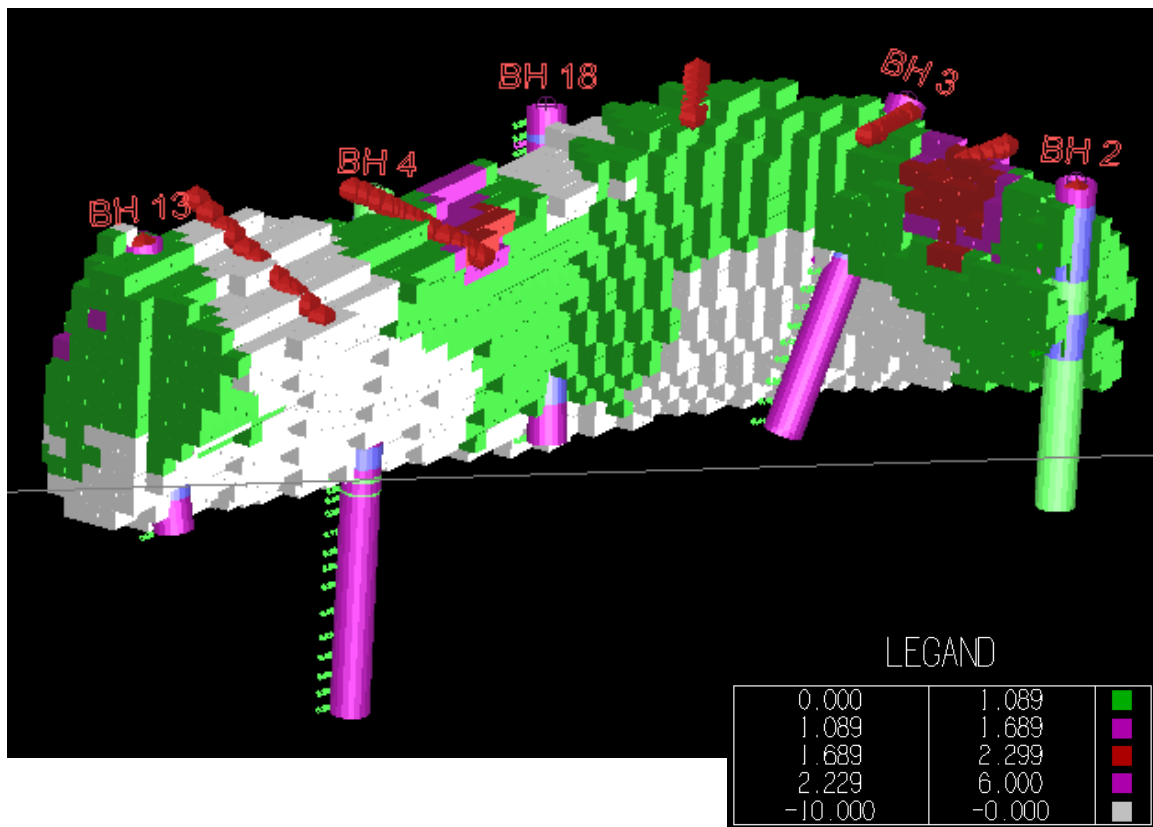 BH 18
BH 3
BH 2
BH 4
BH 13
LEGAND
0.000 1.089
1.089 1.689
1.689 2.299
2.229 6.000
-10.000 -0.000